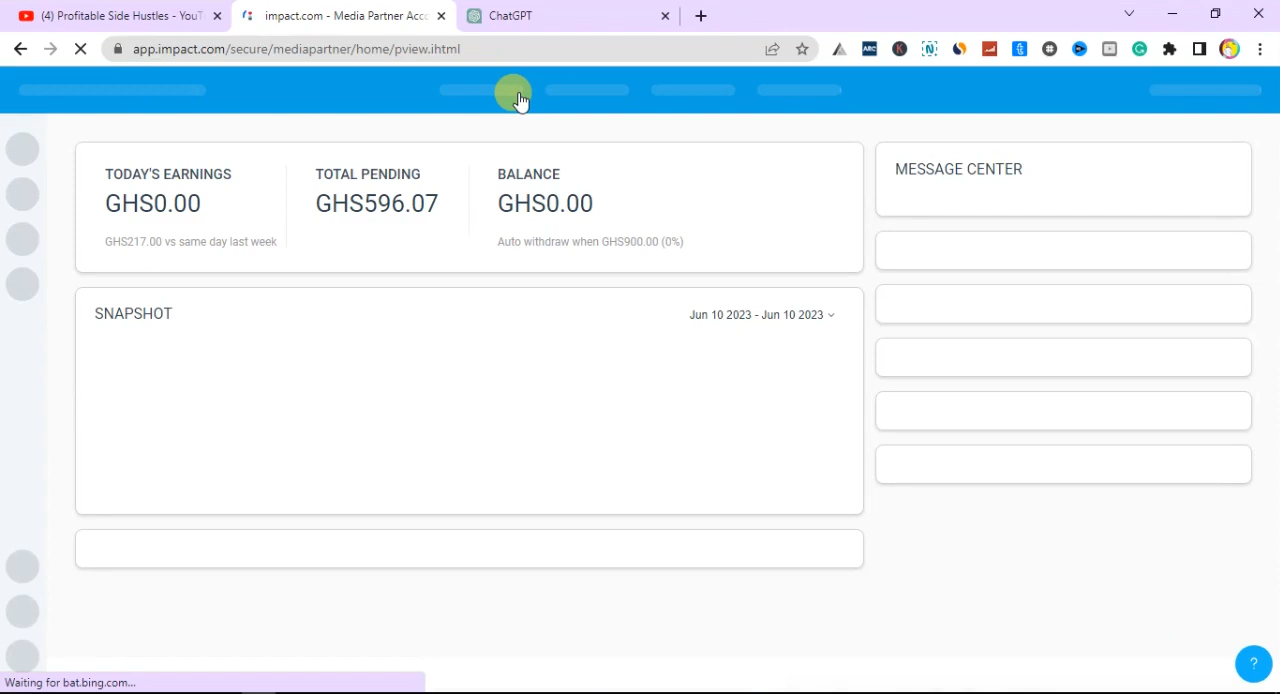 (4) Profitable Side Hustles - YouT
impact.com - Media Partner Acco
ChatGPT
app.impact.com/secure/mediapartner/home/pview.ihtml
ARC
K
N
TODAY'S EARNINGS
GHS0.00
GHS217.00 vs same day last week
TOTAL PENDING
GHS596.07
BALANCE
GHS0.00
Auto withdraw when GHS900.00 (0%)
MESSAGE CENTER
SNAPSHOT
Jun 10 2023 - Jun 10 2023
?
Waiting for bat.bing.com...